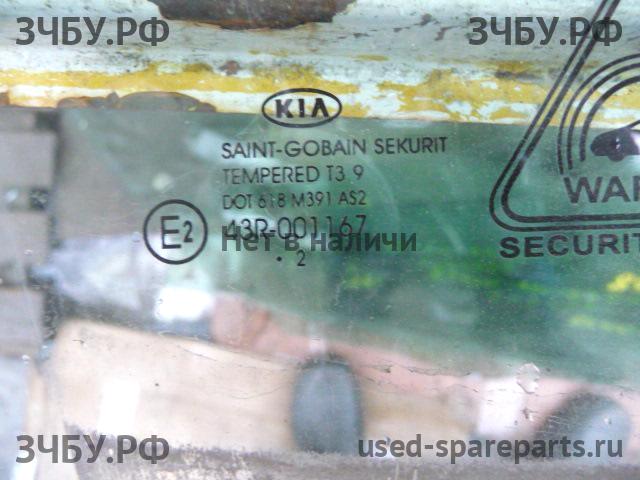 ЗЧБУ.РФ
ЗЧБУ.РФ
KIA
SAINT-GOBAIN SEKURIT
TEMPERED T3 9
DOT 618 M391 AS2
E2
43R-001167
Нет в наличи
. 2
WAR
SECURIT
ЗЧБУ.РФ
used-spareparts.ru